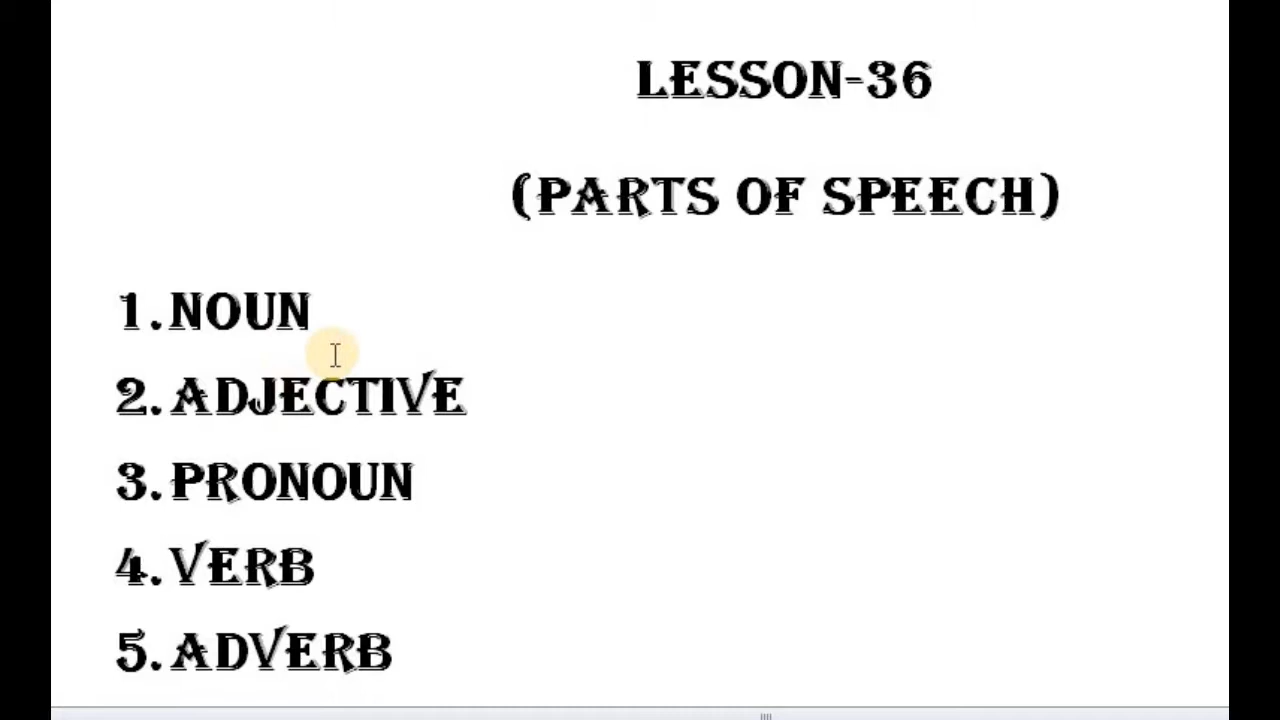 LESSON-36
(PARTS OF SPEECH)
1. NOUN
2. ADJECTIVE
3. PRONOUN
4. VERB
5. ADVERB